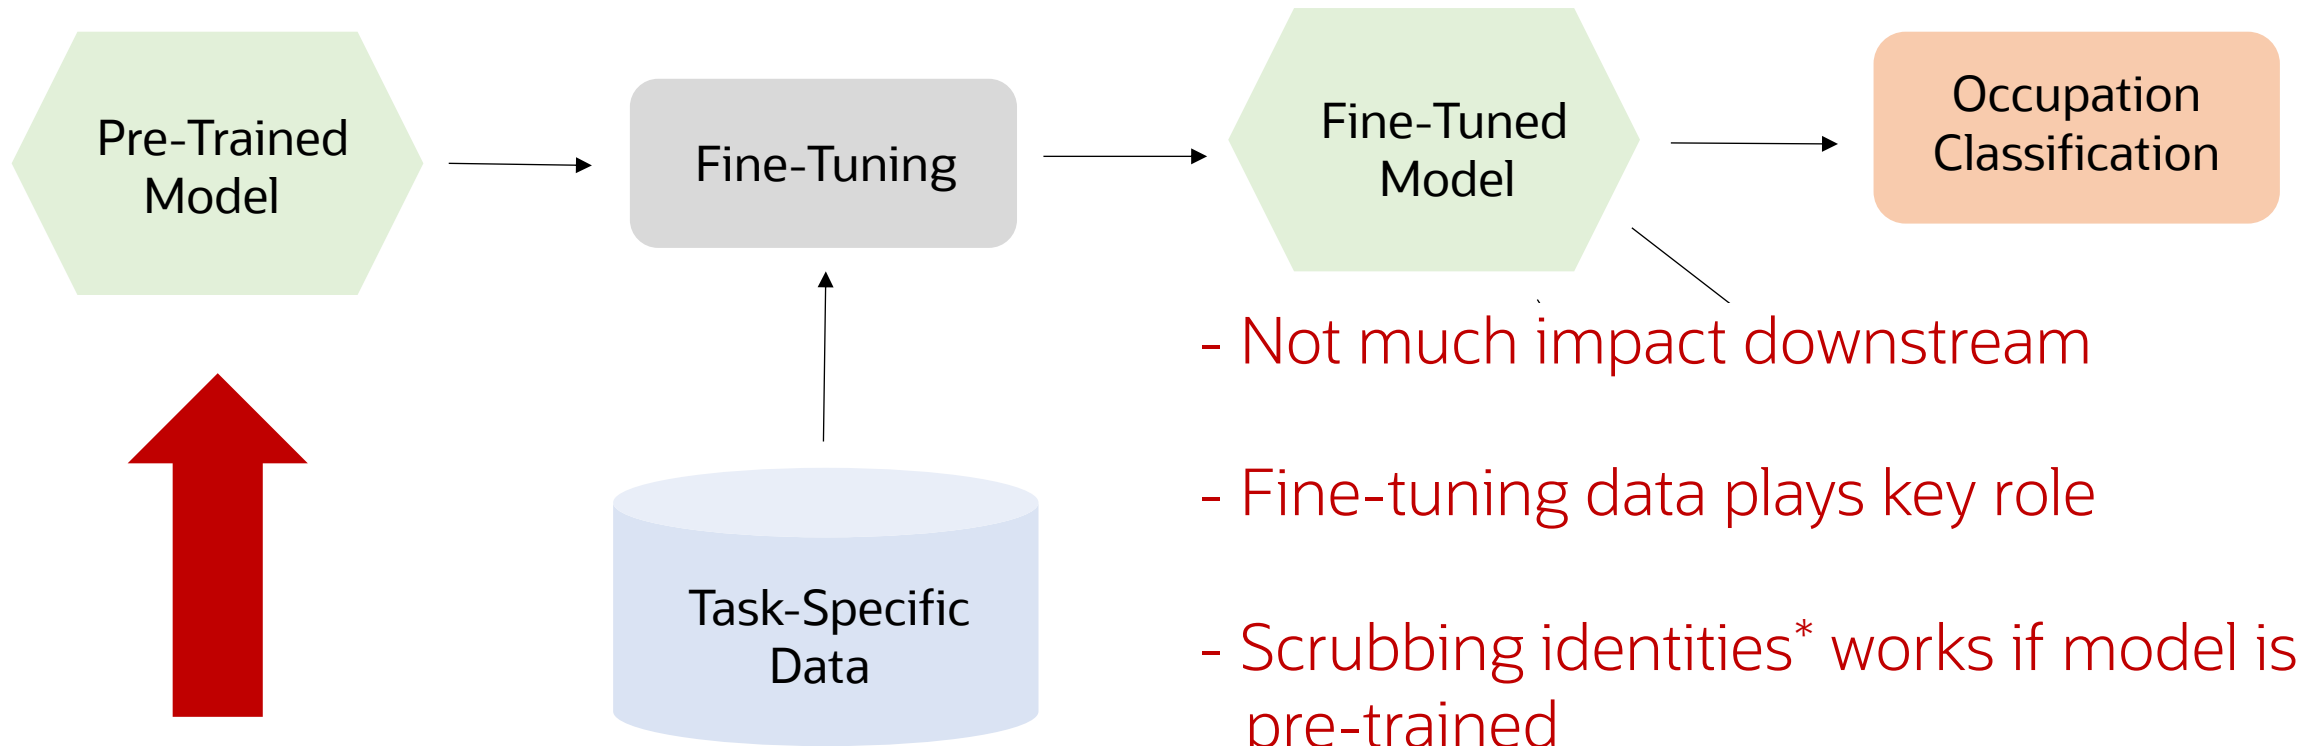 Pre-Trained
Model
Fine-Tuning
Fine-Tuned
Model
Occupation
Classification
Task-Specific
Data
- Not much impact downstream
- Fine-tuning data plays key role
- Scrubbing identities* works if model is
pre-trained